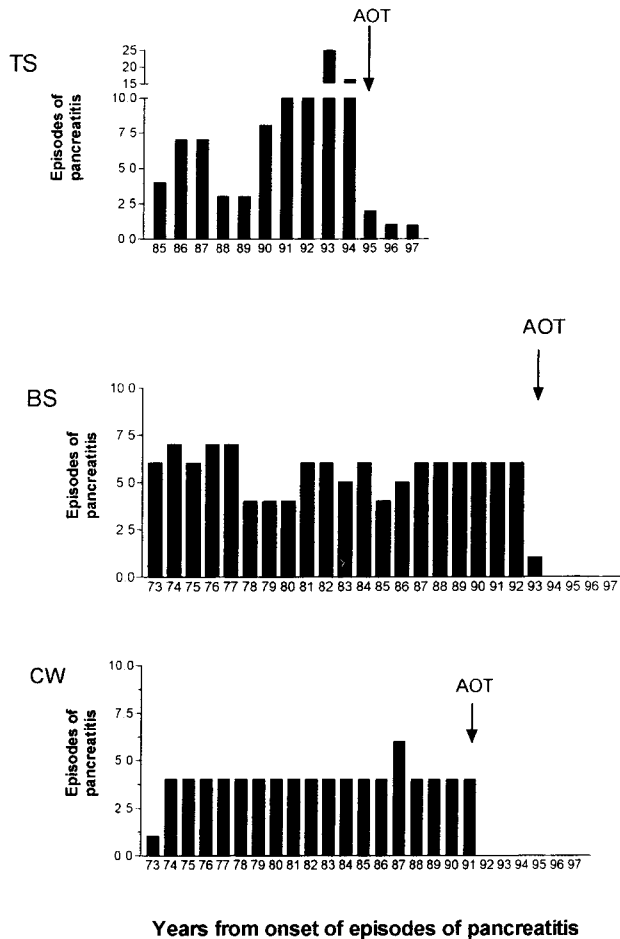 AOT
TS
Episodes of
pancreatitis
25
20
15
10.0
7.5
5.0
2.5
0.0
85 86 87 88 89 90 91 92 93 94 95 96 97
AOT
BS
Episodes of
pancreatitis
10.0
7.5
5.0
2.5
0.0
73 74 75 76 77 78 79 80 81 82 83 84 85 86 87 88 89 90 91 92 93 94 95 96 97
CW
AOT
Episodes of
pancreatitis
10.0
7.5
5.0
2.5
0.0
73 74 75 76 77 78 79 80 81 82 83 84 85 86 87 88 89 90 91 92 93 94 95 96 97
Years from onset of episodes of pancreatitis